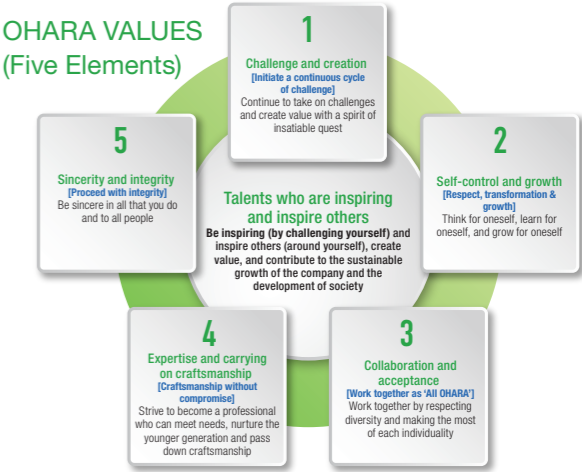 OHARA VALUES
(Five Elements)
1
Challenge and creation
[Initiate a continuous cycle
of challenge]
Continue to take on challenges
and create value with a spirit of
insatiable quest
2
Self-control and growth
[Respect, transformation &
growth]
Think for oneself, learn for
oneself, and grow for oneself
3
Collaboration and
acceptance
[Work together as ‘All OHARA’]
Work together by respecting
diversity and making the most
of each individuality
4
Expertise and carrying
on craftsmanship
[Craftsmanship without
compromise]
Strive to become a professional
who can meet needs, nurture the
younger generation and pass
down craftsmanship
5
Sincerity and integrity
[Proceed with integrity]
Be sincere in all that you do
and to all people
Talents who are inspiring
and inspire others
Be inspiring (by challenging yourself) and
inspire others (around yourself), create
value, and contribute to the sustainable
growth of the company and the
development of society